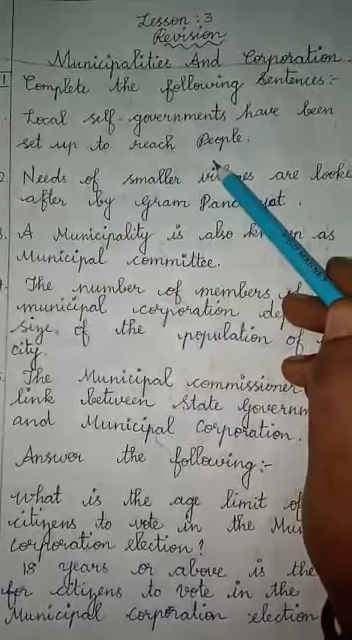 Lesson : 3
Revision
Municipalities And Corporation
1 Complete the following Sentences:-
Local self-governments have been
set up to reach People.
2. Needs of smaller are
after by Gram
3. A Municipality is also as
Municipal committee.
The number of members
municipal corporation
size of the population of
city.
The Municipal commissioner
link between State
and Municipal Corporation.
Answer the following:-
What is the age limit of
citizens to vote in the
Corporation election?
18 years or above is the
for citizens to vote in the
Municipal corporation election